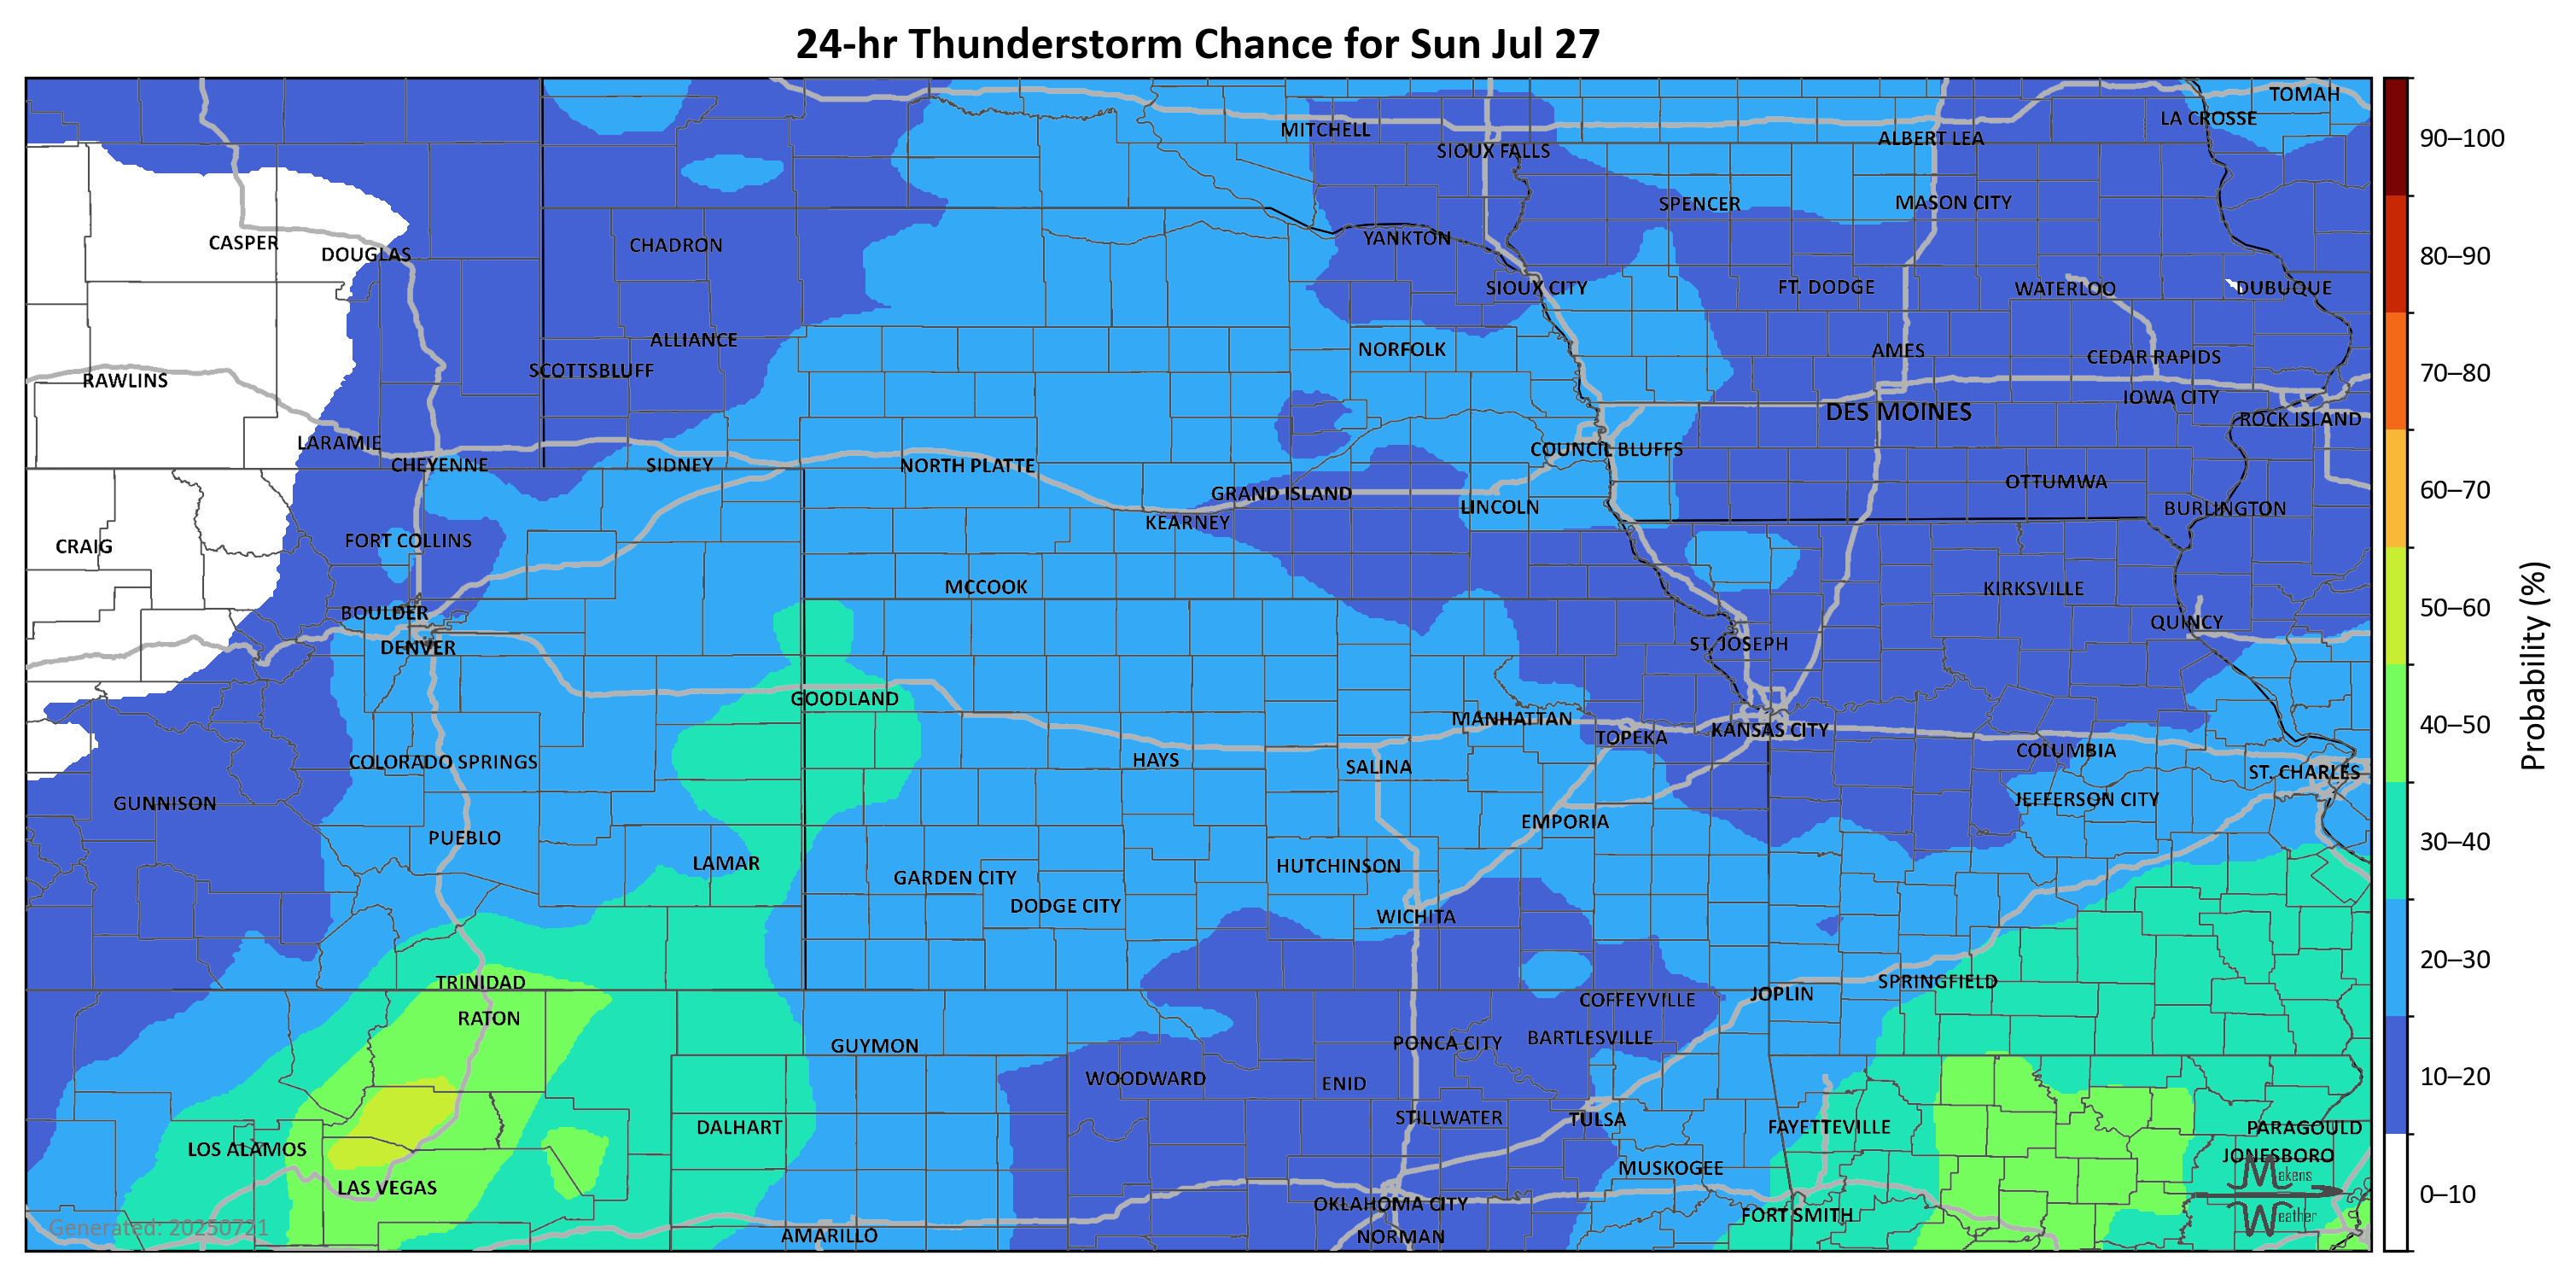 24-hr Thunderstorm Chance for Sun Jul 27
TOMAH
LA CROSSE
MITCHELL
ALBERT LEA
90–100
SIOUX FALLS
SPENCER
MASON CITY
YANKTON
CASPER
DOUGLAS
CHADRON
80–90
SIOUX CITY
FT. DODGE
WATERLOO
DUBUQUE
ALLIANCE
NORFOLK
AMES
CEDAR RAPIDS
SCOTTSBLUFF
70–80
RAWLINS
IOWA CITY
DES MOINES
ROCK ISLAND
LARAMIE
COUNCIL BLUFFS
CHEYENNE
SIDNEY
NORTH PLATTE
OTTUMWA
60–70
GRAND ISLAND
LINCOLN
BURLINGTON
KEARNEY
FORT COLLINS
CRAIG
MCCOOK
KIRKSVILLE
50–60
BOULDER
QUINCY
DENVER
ST. JOSEPH
GOODLAND
MANHATTAN
40–50
KANSAS CITY
TOPEKA
COLUMBIA
COLORADO SPRINGS
HAYS
SALINA
ST. CHARLES
GUNNISON
JEFFERSON CITY
EMPORIA
PUEBLO
30–40
LAMAR
HUTCHINSON
GARDEN CITY
DODGE CITY
WICHITA
20–30
TRINIDAD
SPRINGFIELD
JOPLIN
COFFEYVILLE
RATON
BARTLESVILLE
PONCA CITY
GUYMON
WOODWARD
ENID
10–20
STILLWATER
TULSA
DALHART
FAYETTEVILLE
PARAGOULD
LOS ALAMOS
JONESBORO
MUSKOGEE
Makens
LAS VEGAS
0–10
OKLAHOMA CITY
FORT SMITH
Weather
Generated: 20250721
AMARILLO
NORMAN
Probability (%)